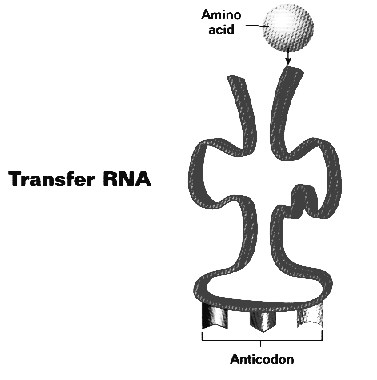 Amino
acid
Transfer RNA
Anticodon